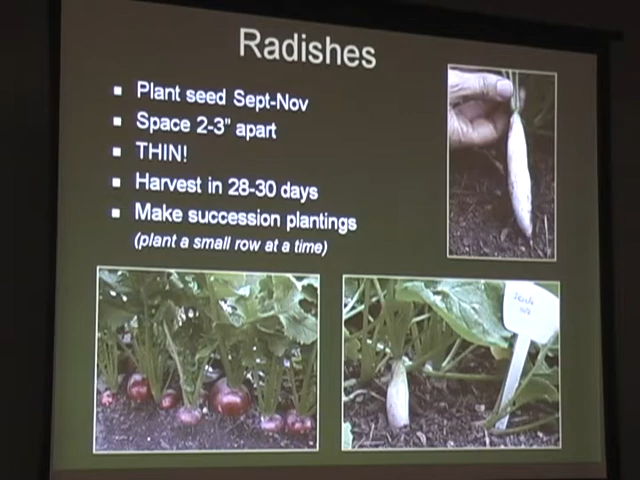 Radishes
Plant seed Sept-Nov
Space 2-3" apart
THIN!
Harvest in 28-30 days
Make succession plantings
(plant a small row at a time)